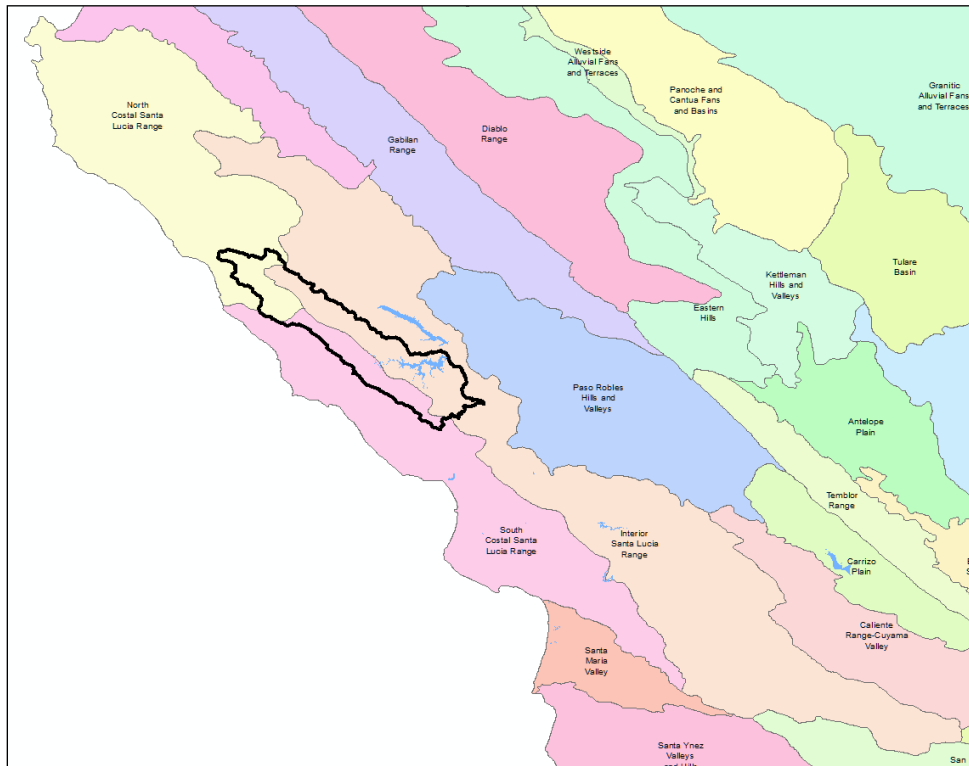 Westside
Alluvial Fans
and Terraces
Panoche and
Cantua Fans
and Basins
Granitic
Alluvial Fans
and Terraces
North
Costal Santa
Lucia Range
Gabilan
Range
Diablo
Range
Tulare
Basin
Kettleman
Hills and
Valleys
Eastern
Hills
Paso Robles
Hills and
Valleys
Antelope
Plain
Temblor
Range
South
Costal Santa
Lucia Range
Interior
Santa Lucia
Range
Carrizo
Plain
Caliente
Range-Cuyama
Valley
Santa
Maria
Valley
Santa Ynez
Valleys
and Hills
San